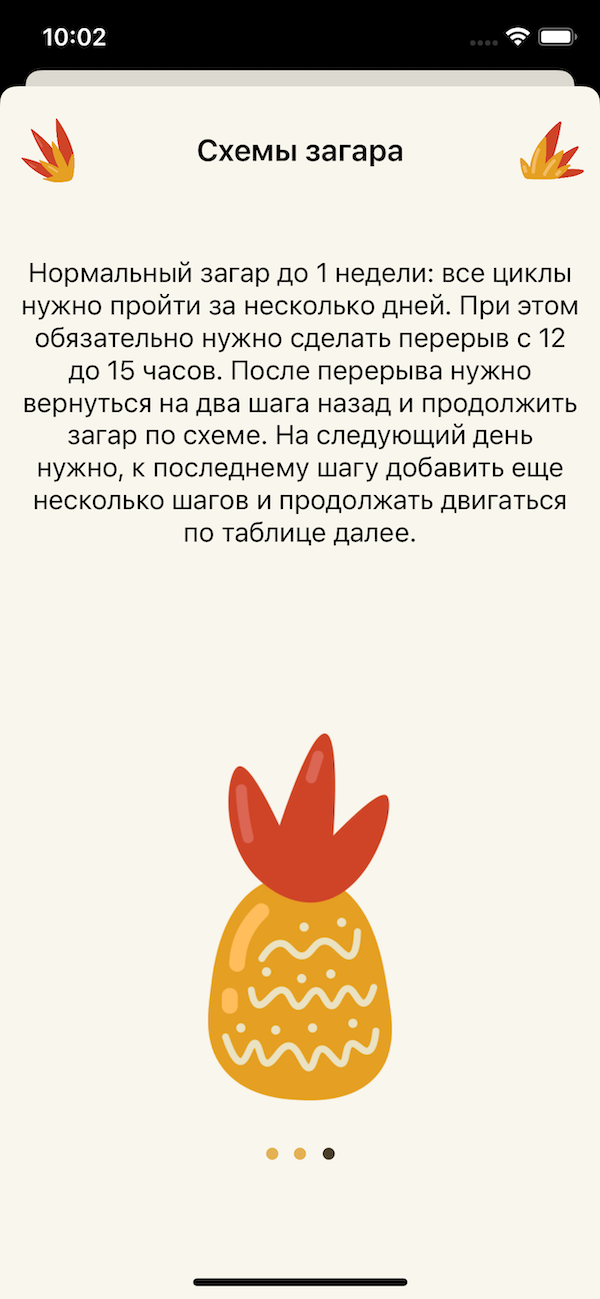 10:02
Схемы загара
Нормальный загар до 1 недели: все циклы
нужно пройти за несколько дней. При этом
обязательно нужно сделать перерыв с 12
до 15 часов. После перерыва нужно
вернуться на два шага назад и продолжить
загар по схеме. На следующий день
нужно, к последнему шагу добавить еще
несколько шагов и продолжать двигаться
по таблице далее.